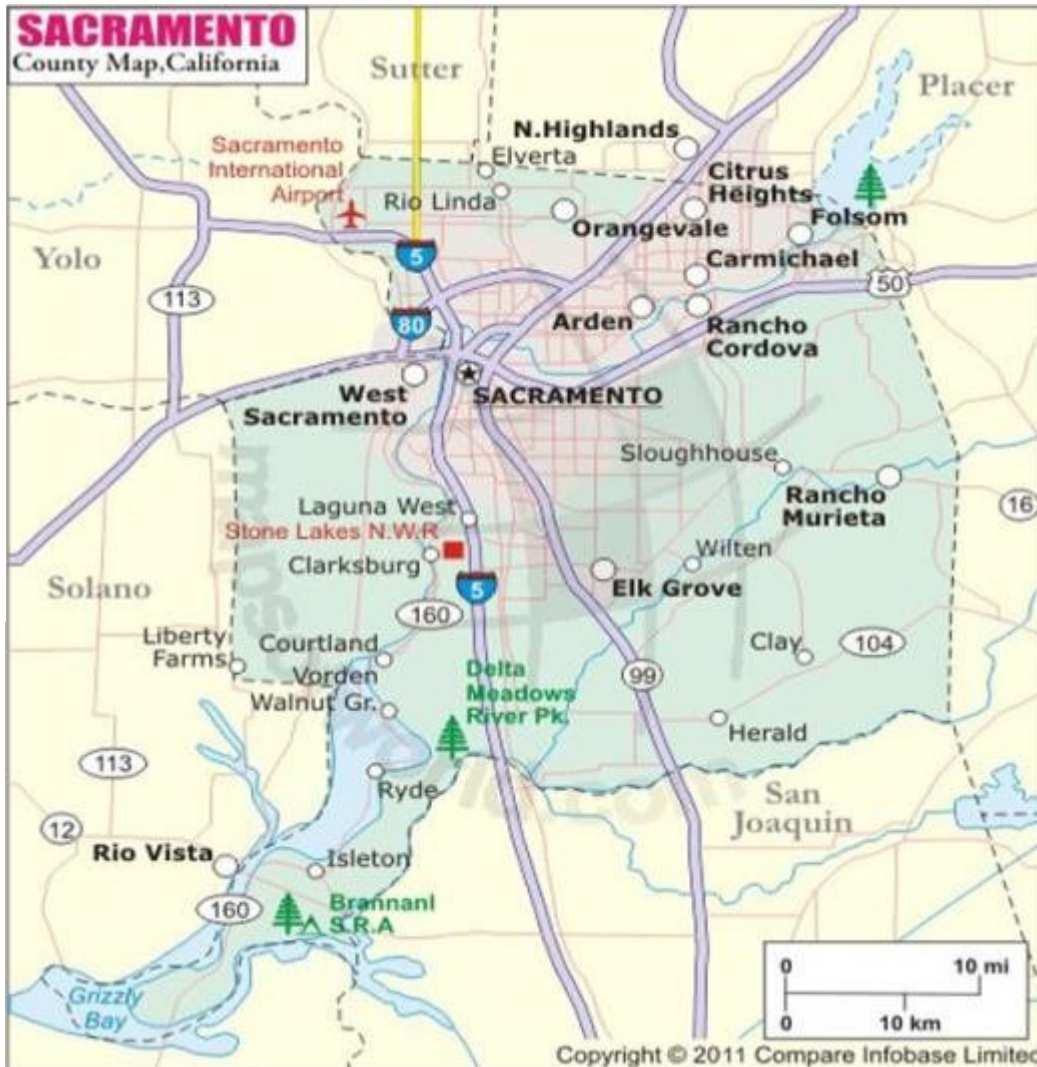 SACRAMENTO
County Map,California
Sutter
Placer
N.Highlands
Sacramento
International
Airport
Elverta
Citrus
Heights
Rio Linda
Orangevale
Folsom
Yolo
5
Carmichael
113
50
80
Arden
Rancho
Cordova
West
Sacramento
SACRAMENTO
Sloughhouse
Rancho
Murieta
16
Laguna West
Stone Lakes N.W.R
Clarksburg
Wilten
Elk Grove
5
Solano
160
Liberty
Farms
Courtland
Vorden
Walnut Gr.
Clay
104
Delta
Meadows
River Pk.
99
Herald
113
Ryde
San
Joaquin
12
Rio Vista
Isleton
160
Brannanl
S.R.A
Grizzly
Bay
0 10 mi
0 10 km
Copyright © 2011 Compare Infobase Limited